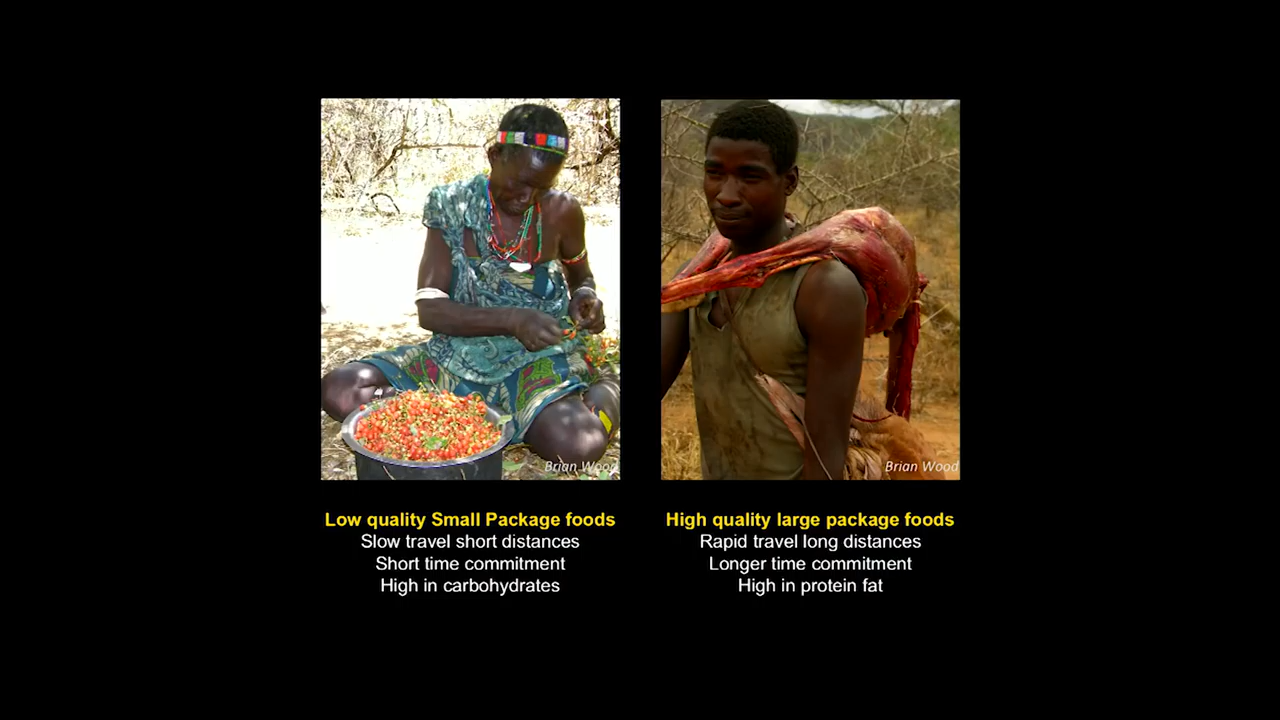 Brian Wood
Brian Wood
Low quality Small Package foods
Slow travel short distances
Short time commitment
High in carbohydrates
High quality large package foods
Rapid travel long distances
Longer time commitment
High in protein fat